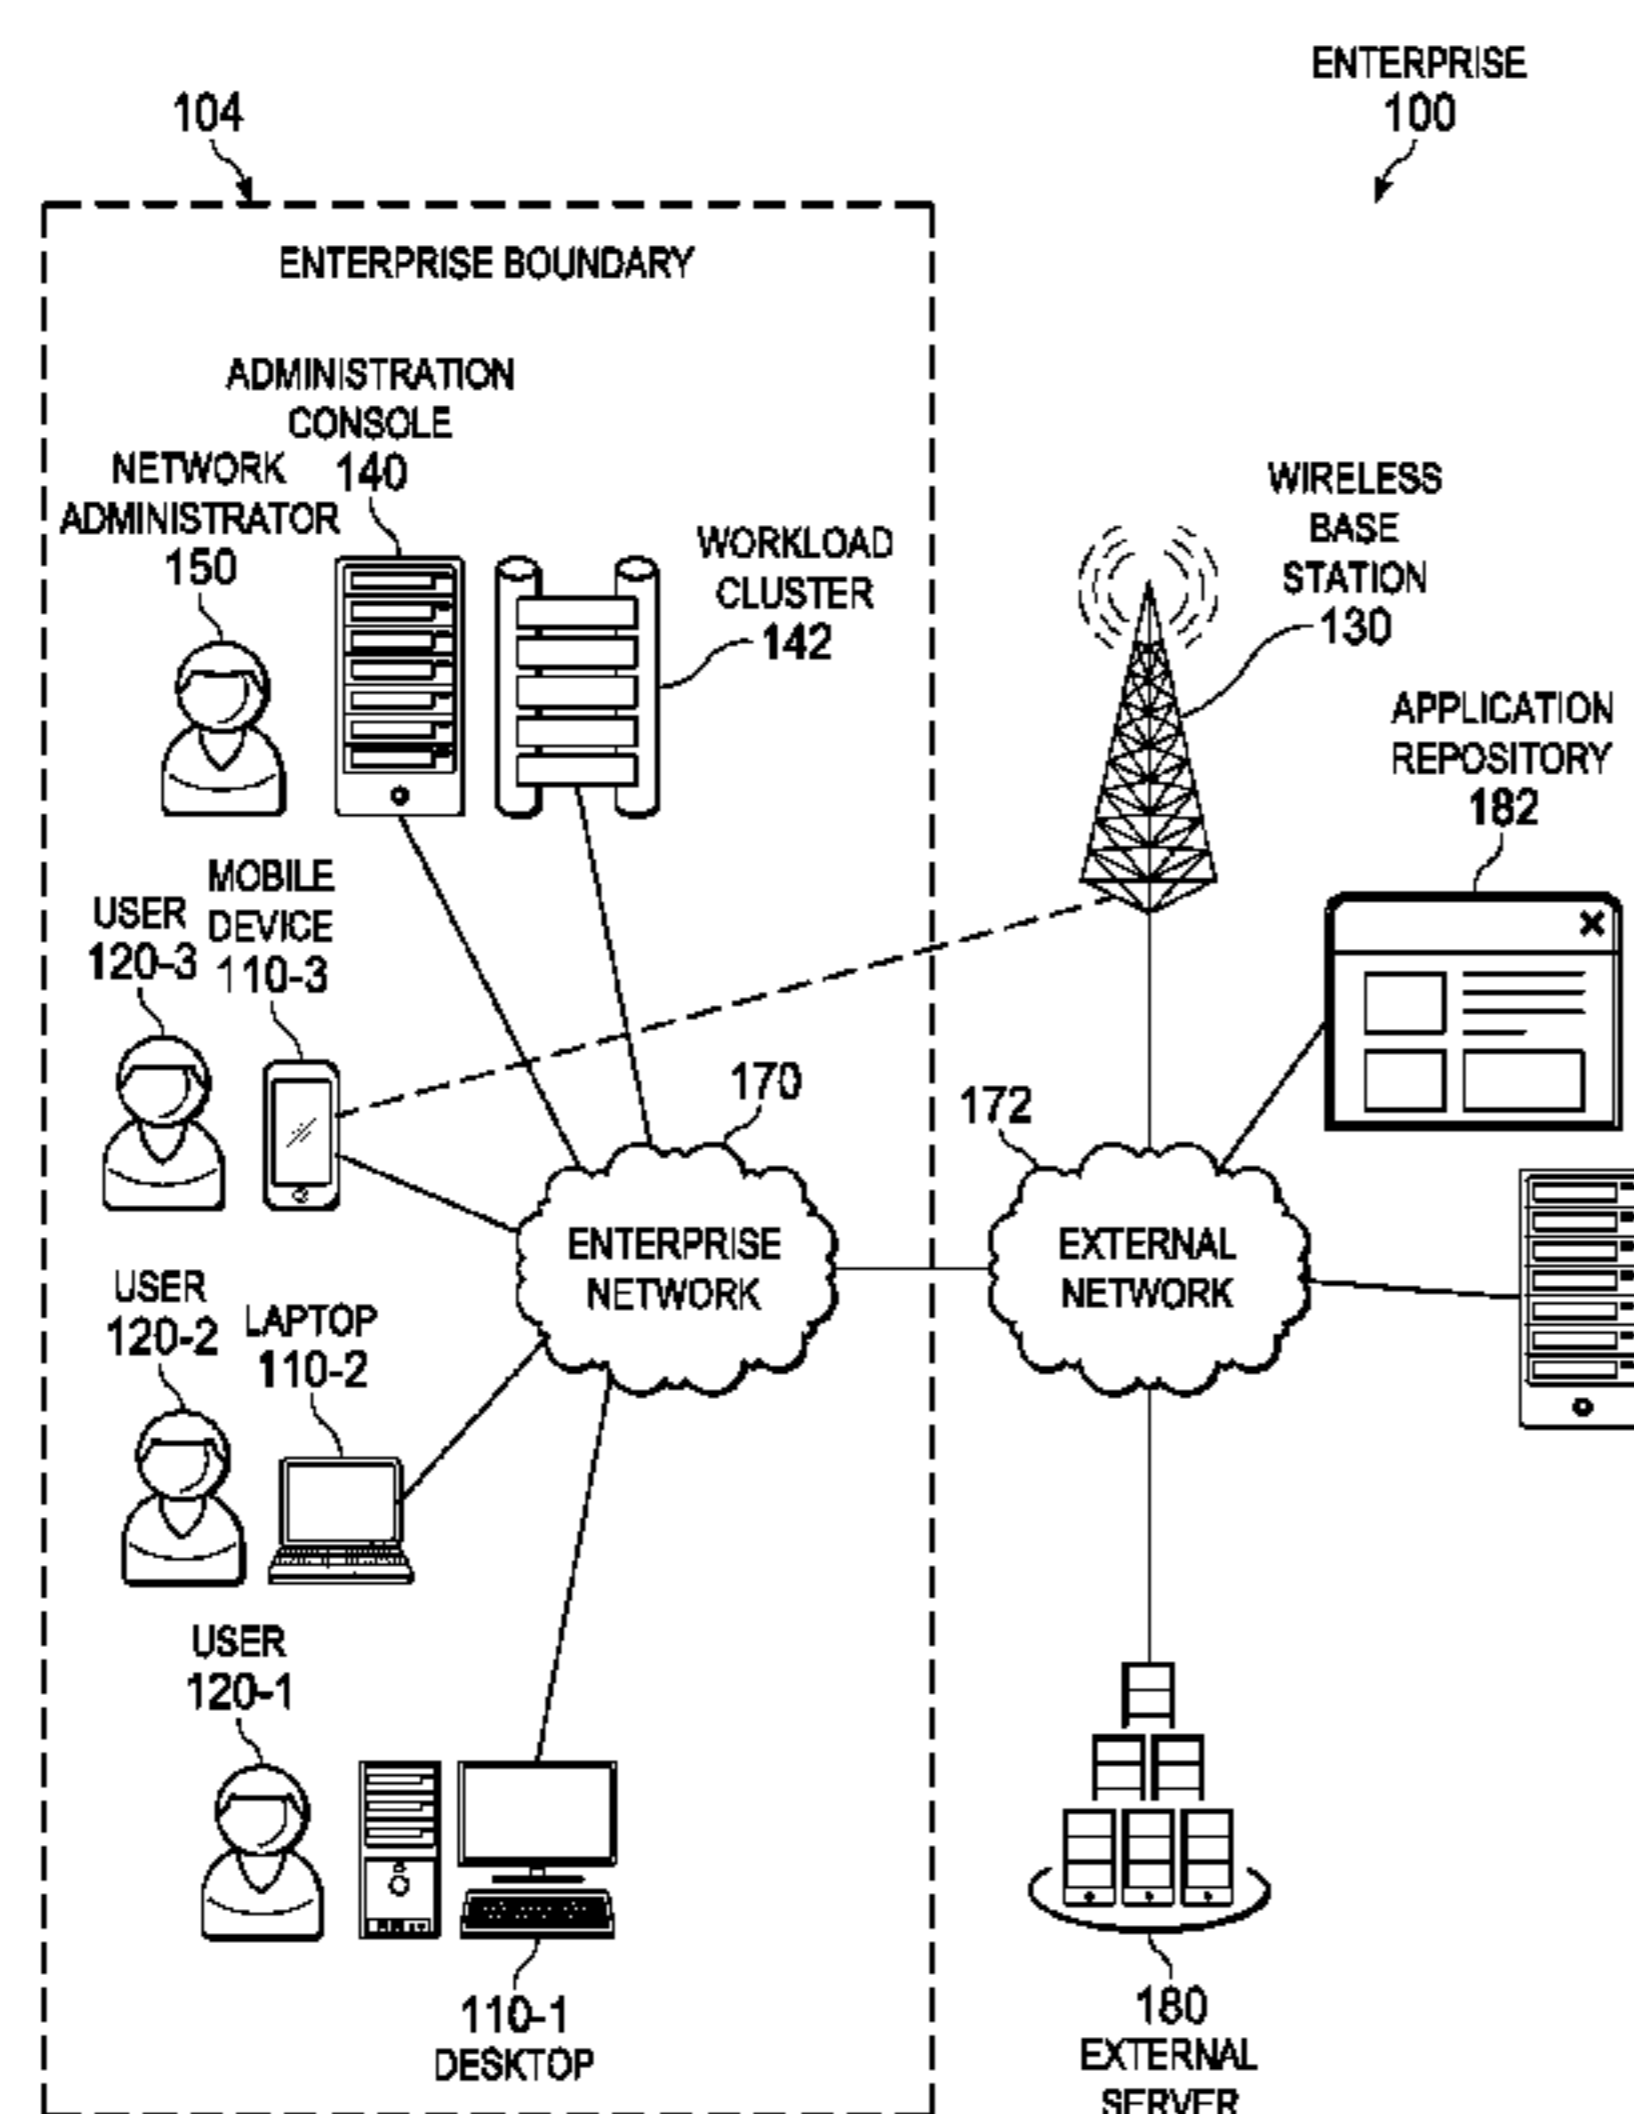 ENTERPRISE
100
104
ENTERPRISE BOUNDARY
ADMINISTRATION
CONSOLE
140
NETWORK
ADMINISTRATOR
150
WORKLOAD
CLUSTER
142
WIRELESS
BASE
STATION
130
APPLICATION
REPOSITORY
182
MOBILE
DEVICE
110-3
USER
120-3
170
172
ENTERPRISE
NETWORK
EXTERNAL
NETWORK
USER
120-2
LAPTOP
110-2
USER
120-1
110-1
DESKTOP
180
EXTERNAL
SERVER